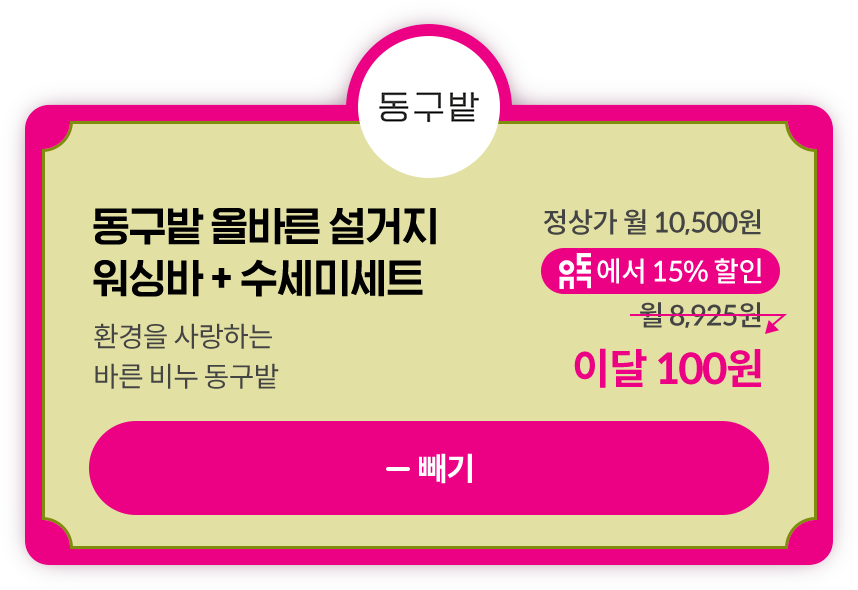 동구밭
동구밭 올바른 설거지
워싱바 + 수세미세트
환경을 사랑하는
바른 비누 동구밭
정상가 월 10,500원
유독에서 15% 할인
월 8,925원
이달 100원
– 빼기